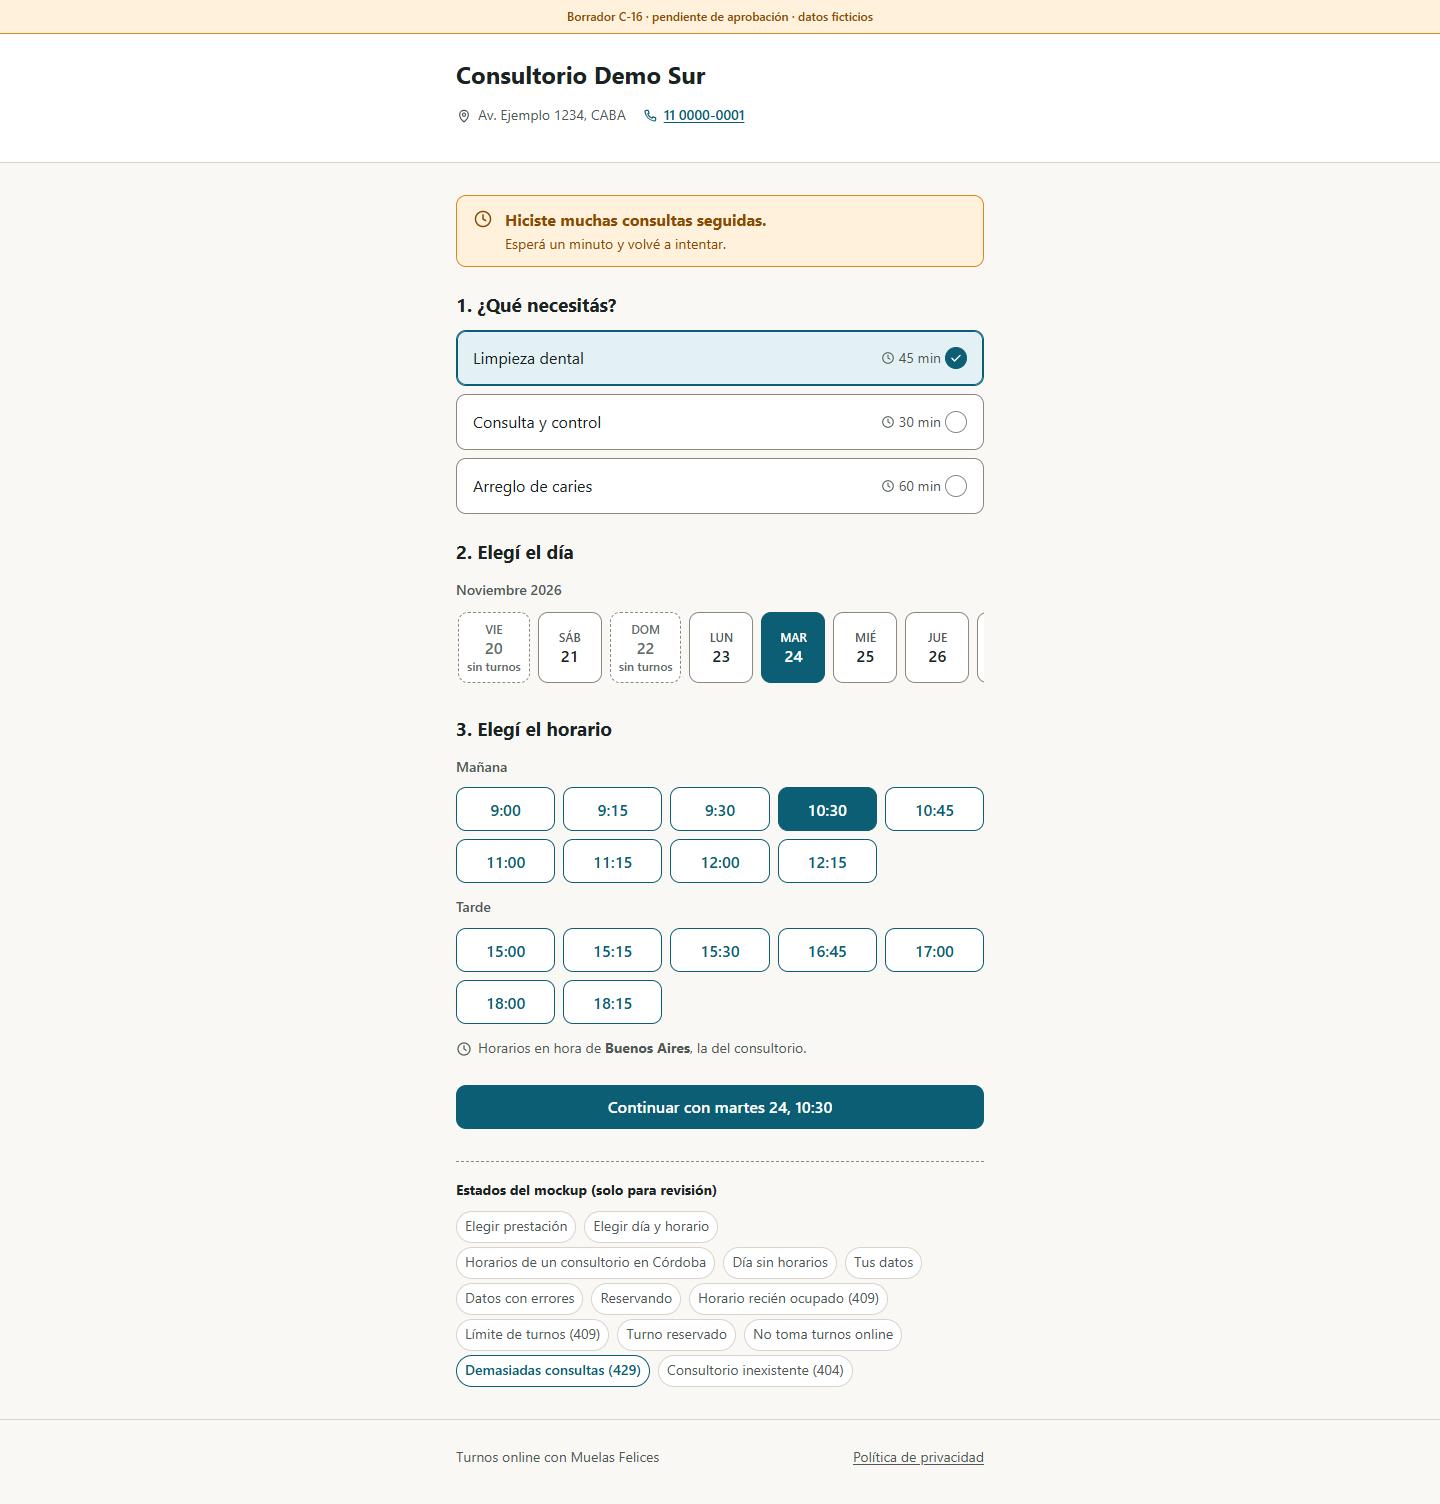 Borrador C-16 · pendiente de aprobación · datos ficticios
Consultorio Demo Sur
Av. Ejemplo 1234, CABA 11 0000-0001
Hiciste muchas consultas seguidas.
Esperá un minuto y volvé a intentar.
1. ¿Qué necesitás?
Limpieza dental 45 min
Consulta y control 30 min
Arreglo de caries 60 min
2. Elegí el día
Noviembre 2026
VIE SÁB DOM LUN MAR MIÉ JUE
20 21 22 23 24 25 26
sin turnos sin turnos
3. Elegí el horario
Mañana
9:00 9:15 9:30 10:30 10:45
11:00 11:15 12:00 12:15
Tarde
15:00 15:15 15:30 16:45 17:00
18:00 18:15
Horarios en hora de Buenos Aires, la del consultorio.
Continuar con martes 24, 10:30
Estados del mockup (solo para revisión)
Elegir prestación Elegir día y horario
Horarios de un consultorio en Córdoba Día sin horarios Tus datos
Datos con errores Reservando Horario recién ocupado (409)
Límite de turnos (409) Turno reservado No toma turnos online
Demasiadas consultas (429) Consultorio inexistente (404)
Turnos online con Muelas Felices Política de privacidad